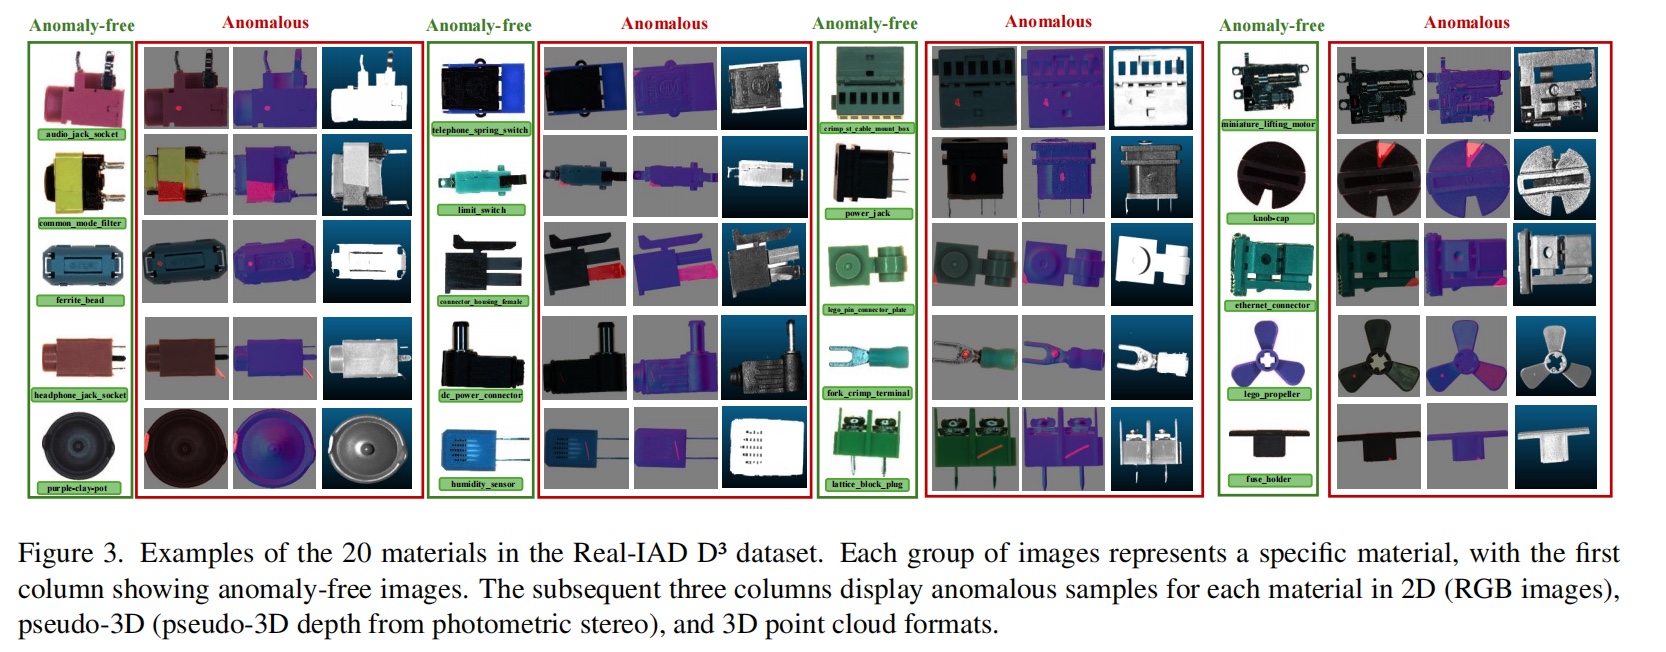 Anomaly-free Anomalous Anomaly-free Anomalous Anomaly-free Anomalous Anomaly-free Anomalous
audio_jack_socket telephone_spring_switch crimp_st_cable_mount_box miniature_lifting_motor
common_mode_filter limit_switch power_jack knob-cap
ferrite_bead connector_housing_female lego_pin_connector_plate ethernet_connector
headphone_jack_socket dc_power_connector fork_crimp_terminal lego_propeller
purple-clay-pot humidity_sensor lattice_block_plug fuse_holder
Figure 3. Examples of the 20 materials in the Real-IAD D³ dataset. Each group of images represents a specific material, with the first
column showing anomaly-free images. The subsequent three columns display anomalous samples for each material in 2D (RGB images),
pseudo-3D (pseudo-3D depth from photometric stereo), and 3D point cloud formats.